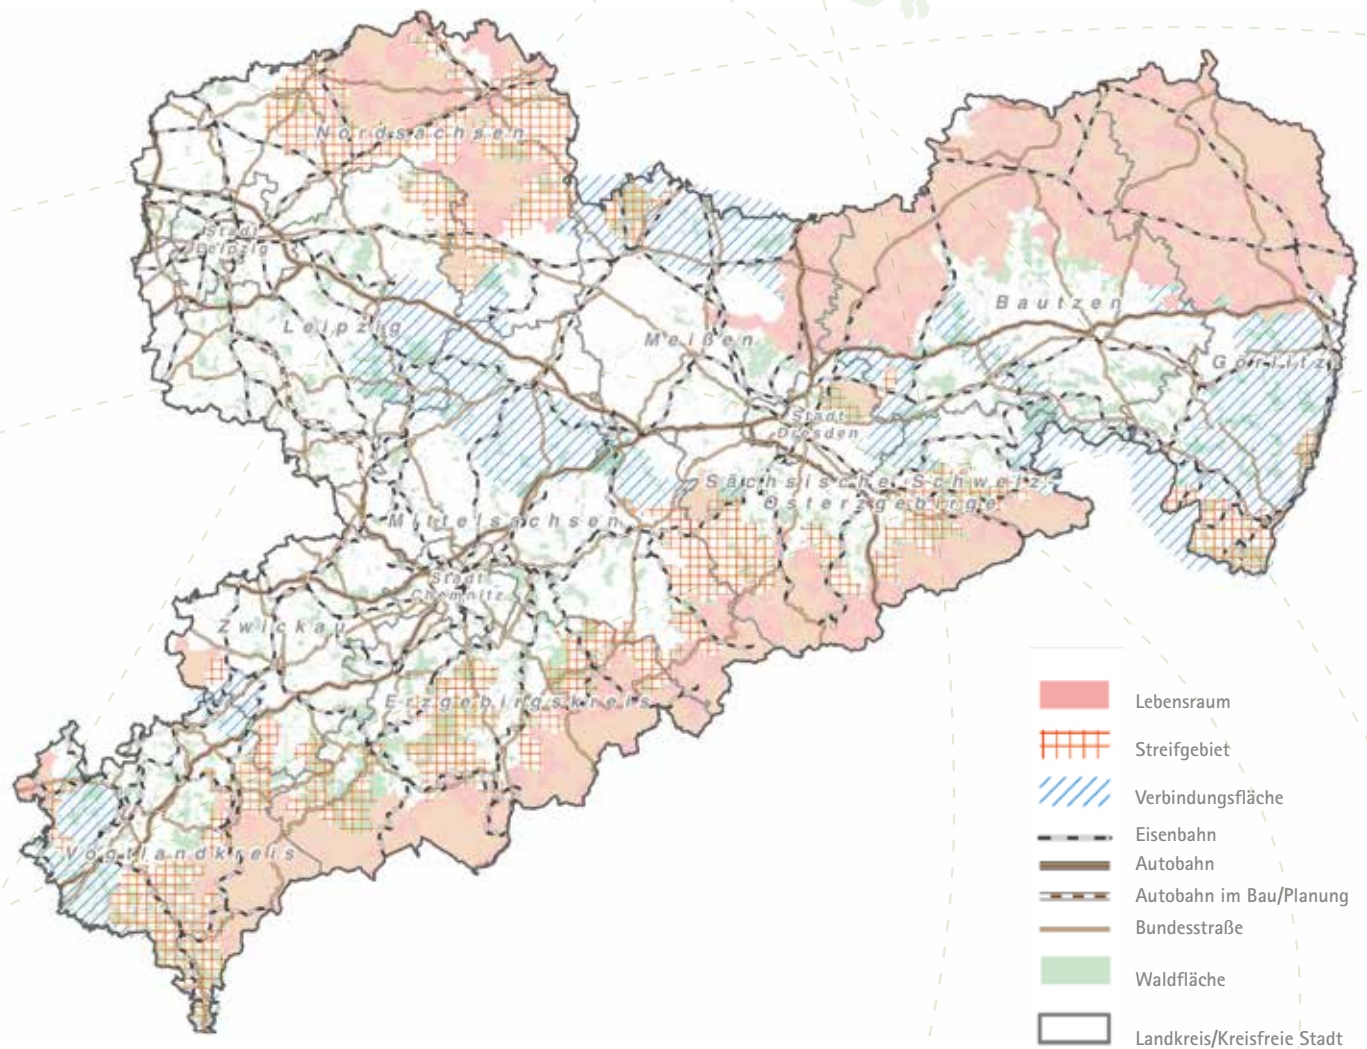 Nordsachsen
Stadt
Leipzig
Leipzig
Meißen
Bautzen
Görlitz
Stadt
Dresden
Sächsische Schweiz-
Osterzgebirge
Mittelsachsen
Stadt
Chemnitz
Zwickau
Erzgebirgskreis
Vogtlandkreis
Lebensraum
Streifgebiet
Verbindungsfläche
Eisenbahn
Autobahn
Autobahn im Bau/Planung
Bundesstraße
Waldfläche
Landkreis/Kreisfreie Stadt